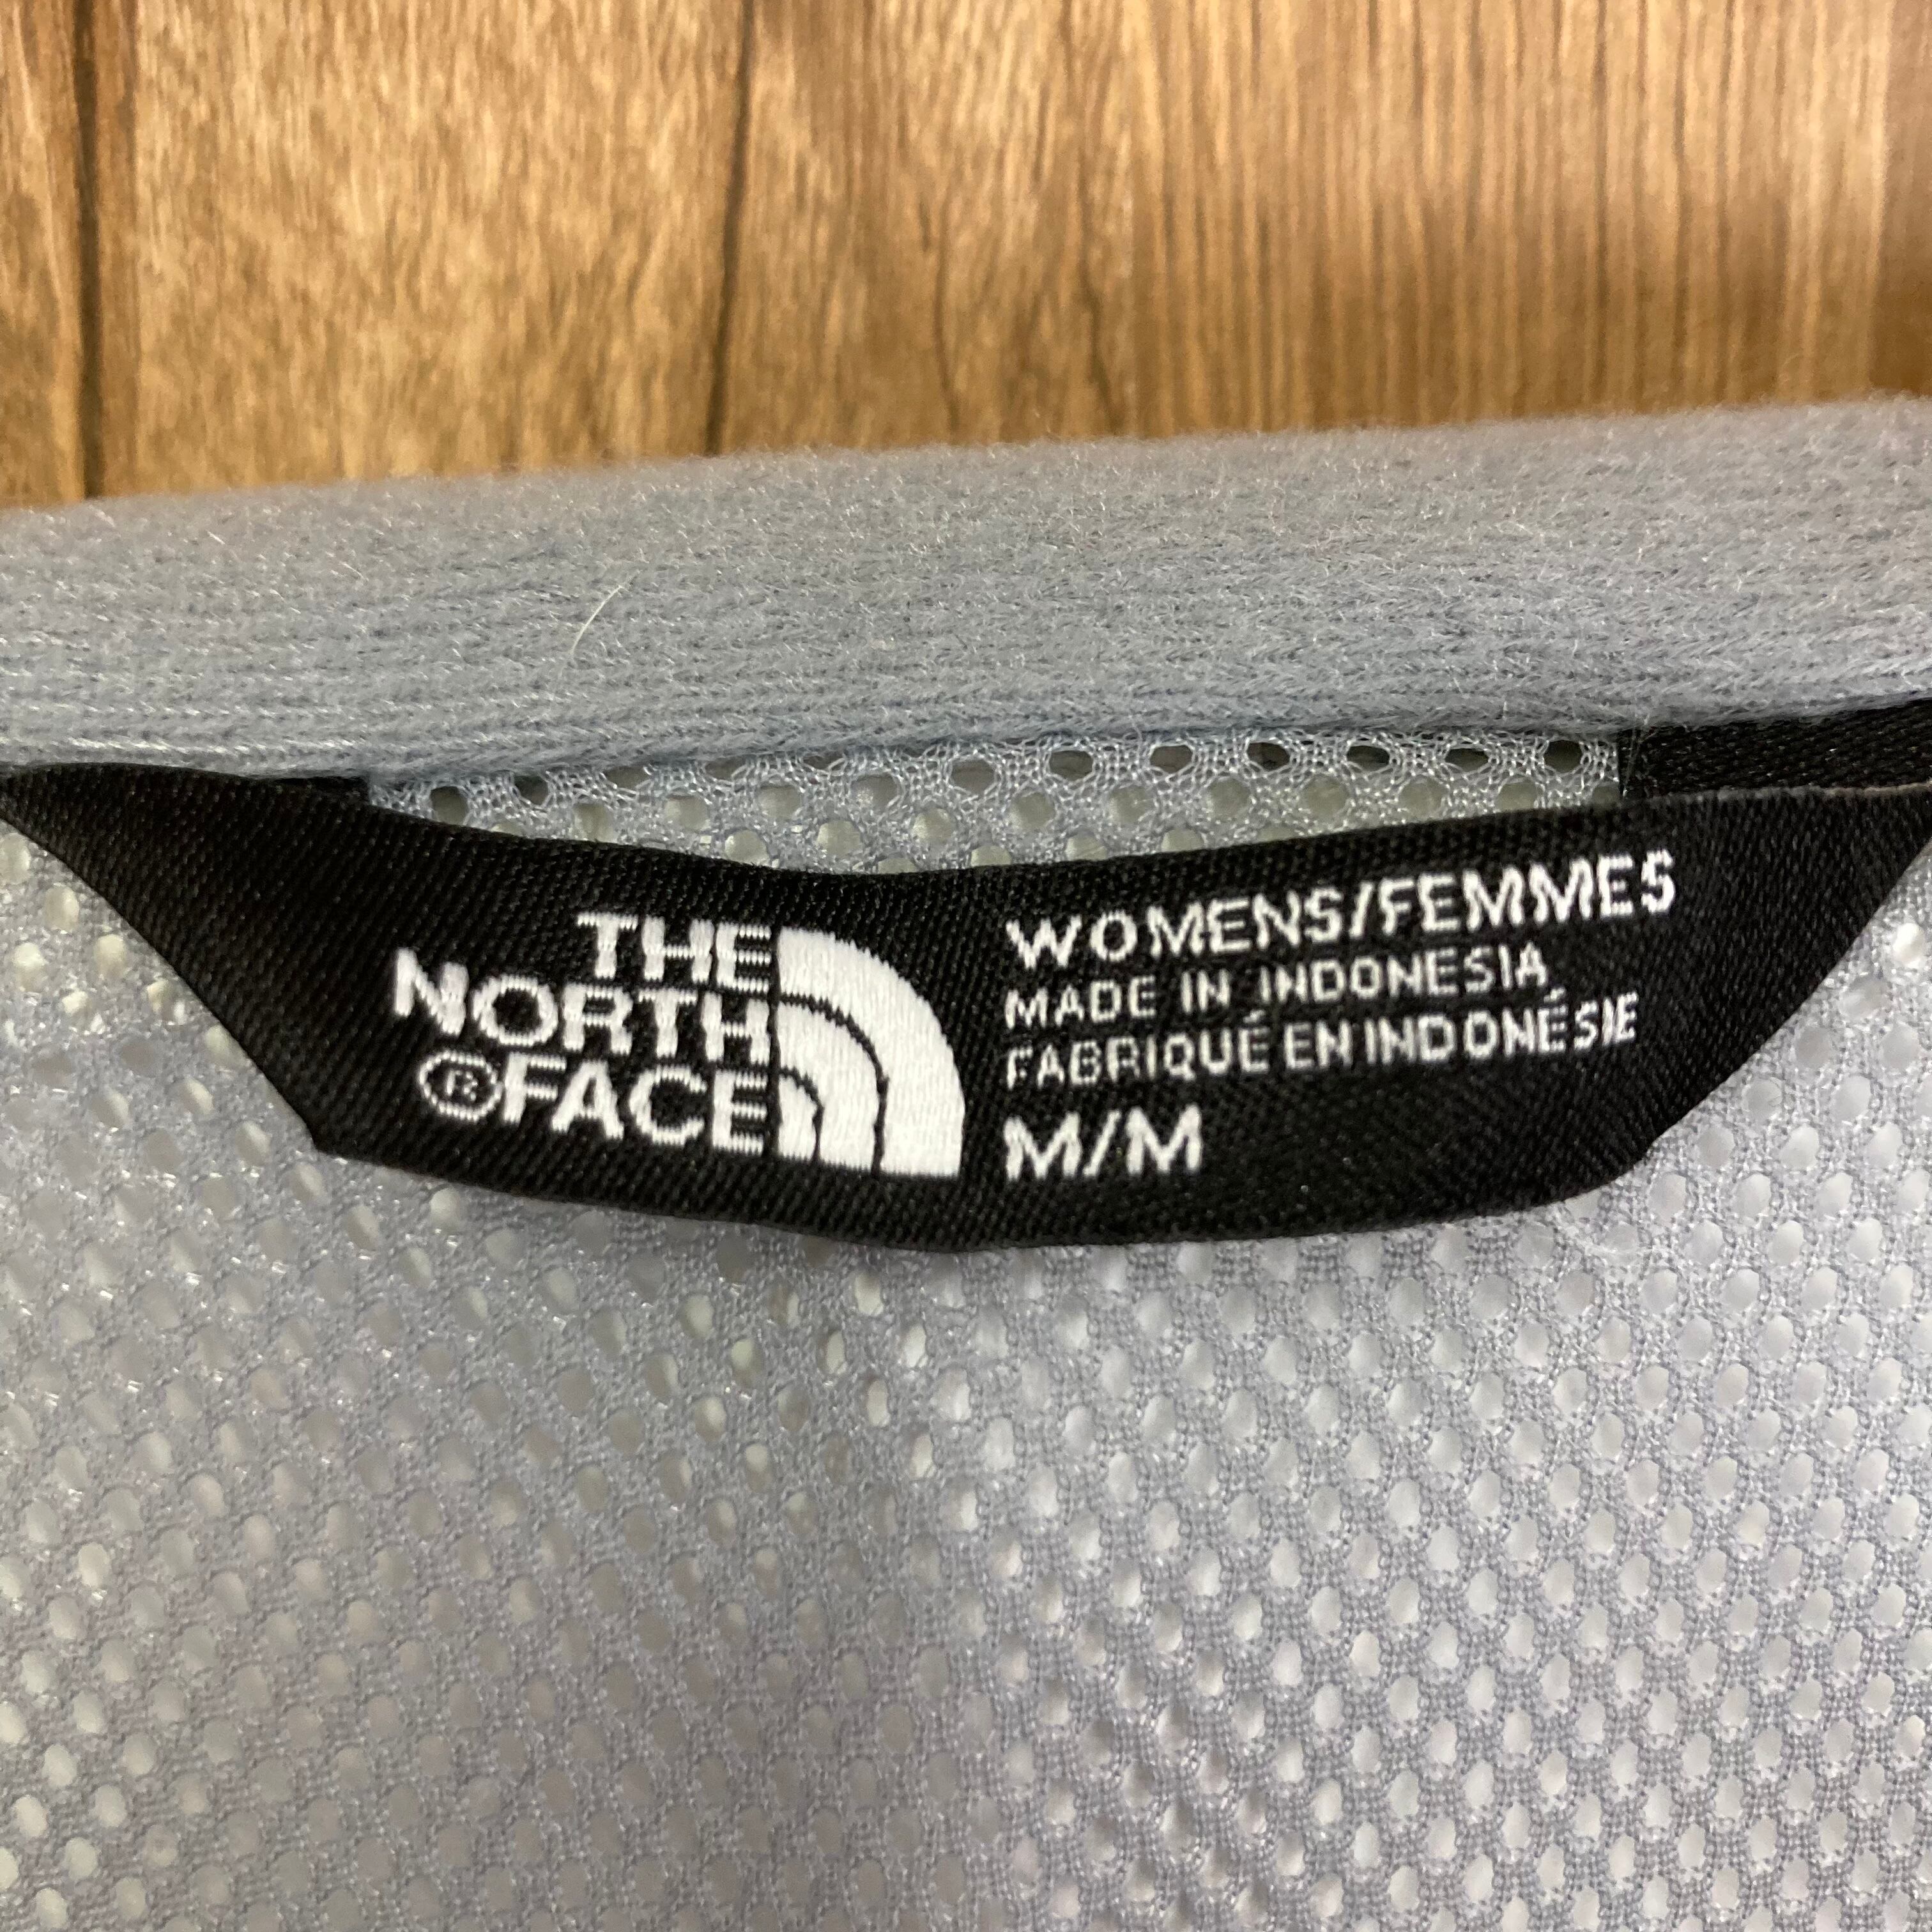 THE
NORTH
®FACE
WOMENS/FEMMES
MADE IN INDONESIA
FABRIQUÉ EN INDONÉSIE
M/M